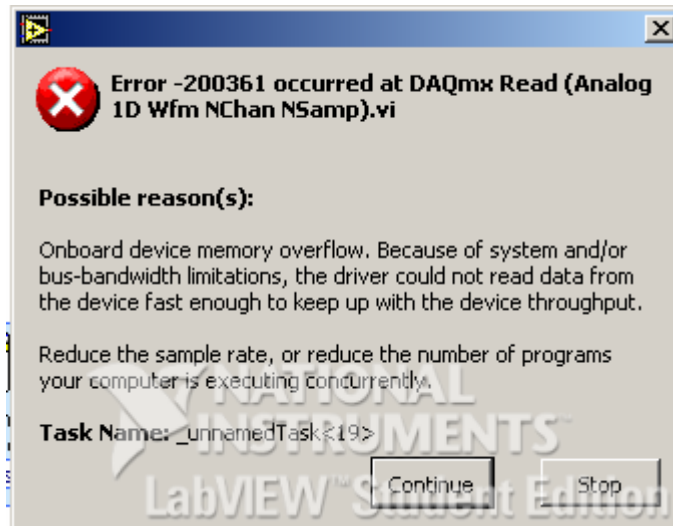 Error -200361 occurred at DAQmx Read (Analog
1D Wfm NChan NSamp).vi
Possible reason(s):
Onboard device memory overflow. Because of system and/or
bus-bandwidth limitations, the driver could not read data from
the device fast enough to keep up with the device throughput.
Reduce the sample rate, or reduce the number of programs
your computer is executing concurrently.
NATIONAL
INSTRUMENTS™
Task Name: _unnamedTask<19>
Continue
Stop
LabVIEW™ Student Edition